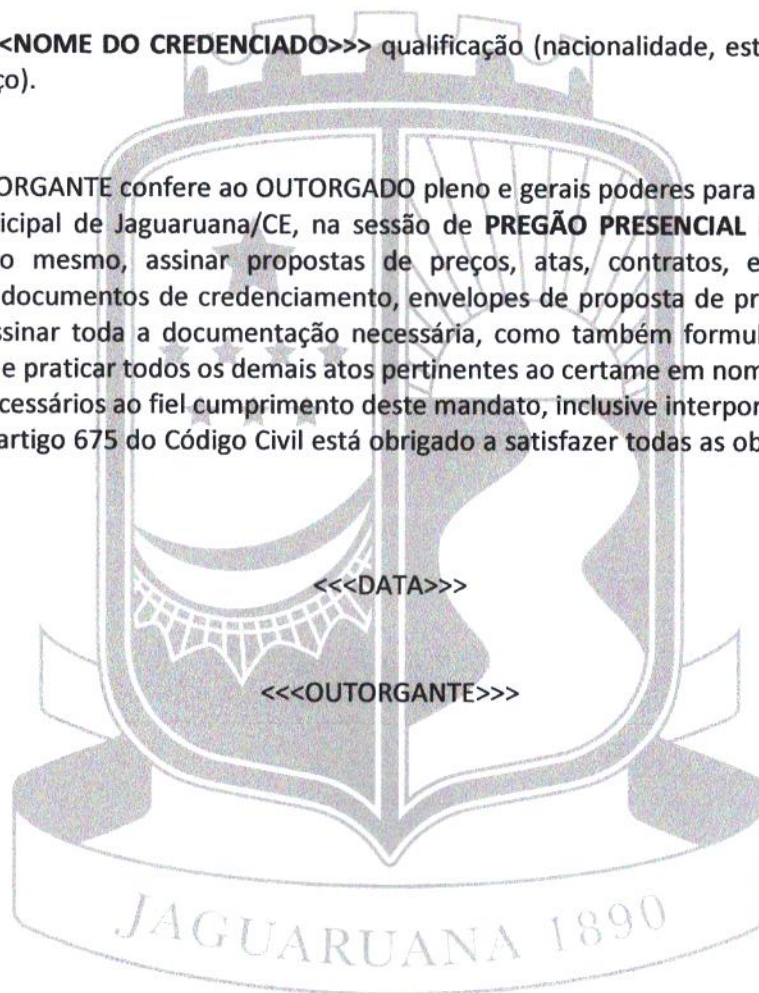 <NOME DO CREDENCIADO>>> qualificação (nacionalidade, est
ço).
ORGANTE confere ao OUTORGADO pleno e gerais poderes para
icipal de Jaguaruana/CE, na sessão de PREGÃO PRESENCIAL
o mesmo, assinar propostas de preços, atas, contratos, e
documentos de credenciamento, envelopes de proposta de pr
ssinar toda a documentação necessária, como também formul
e praticar todos os demais atos pertinentes ao certame em nom
cessários ao fiel cumprimento deste mandato, inclusive interpor
artigo 675 do Código Civil está obrigado a satisfazer todas as ob
<<<DATA>>>
<<<OUTORGANTE>>>
JAGUARUANA 1890